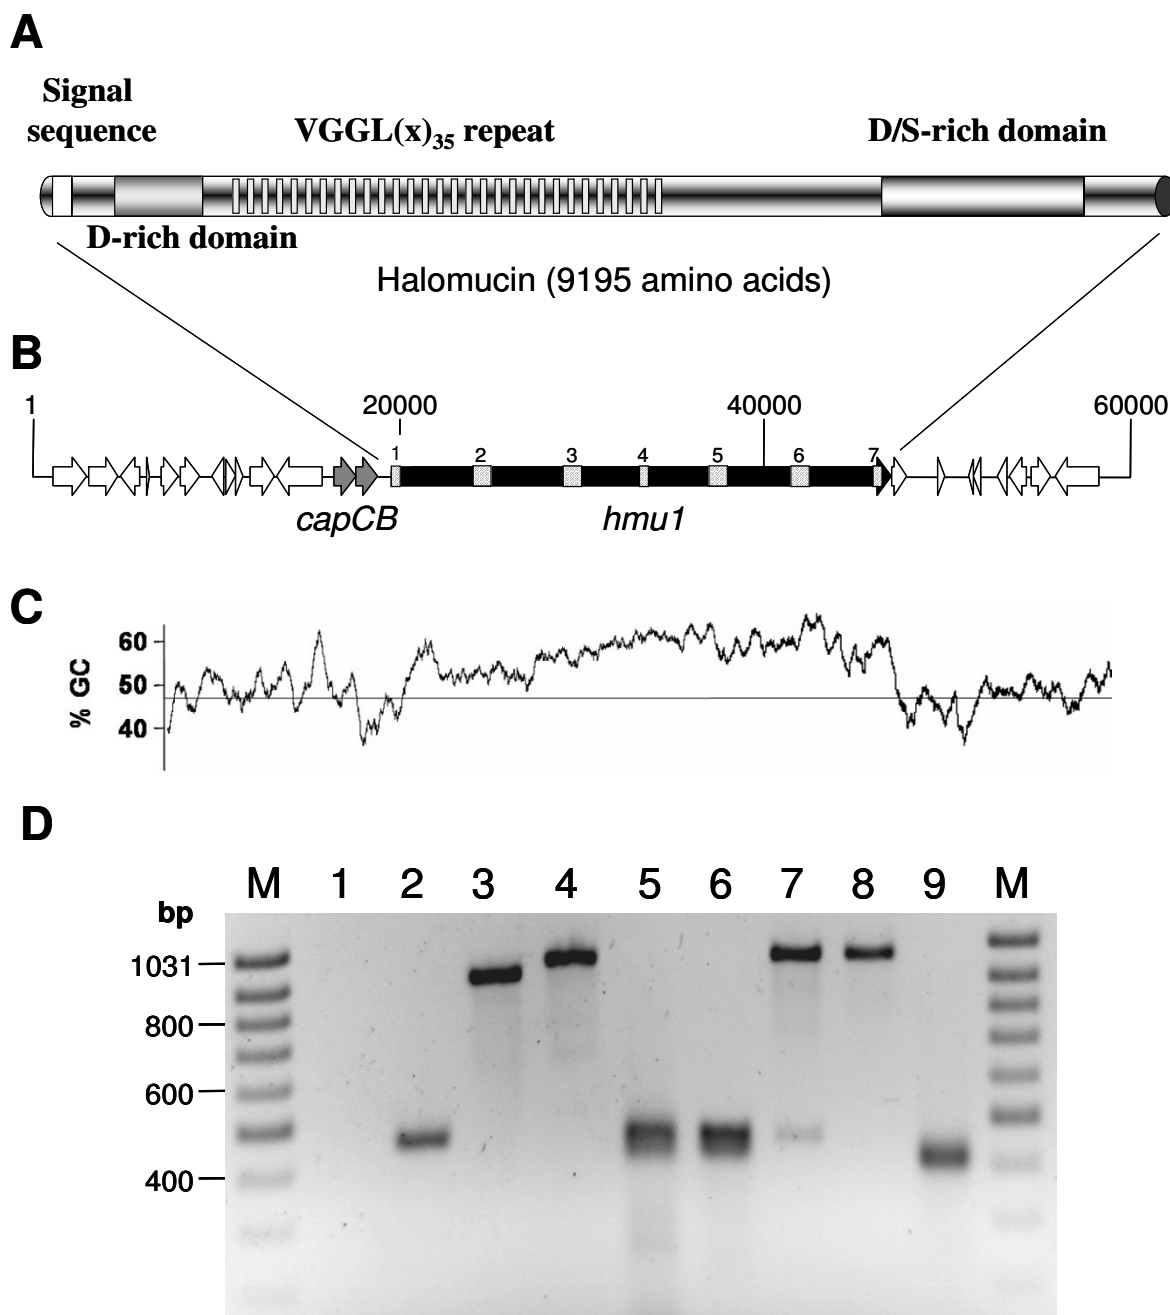 A
Signal
sequence
VGGL(x)35 repeat
D/S-rich domain
D-rich domain
Halomucin (9195 amino acids)
B
1
20000
40000
60000
1 2 3 4 5 6 7
capCB
hmu1
C
% GC
60
50
40
D
M 1 2 3 4 5 6 7 8 9 M
bp
1031
800
600
400